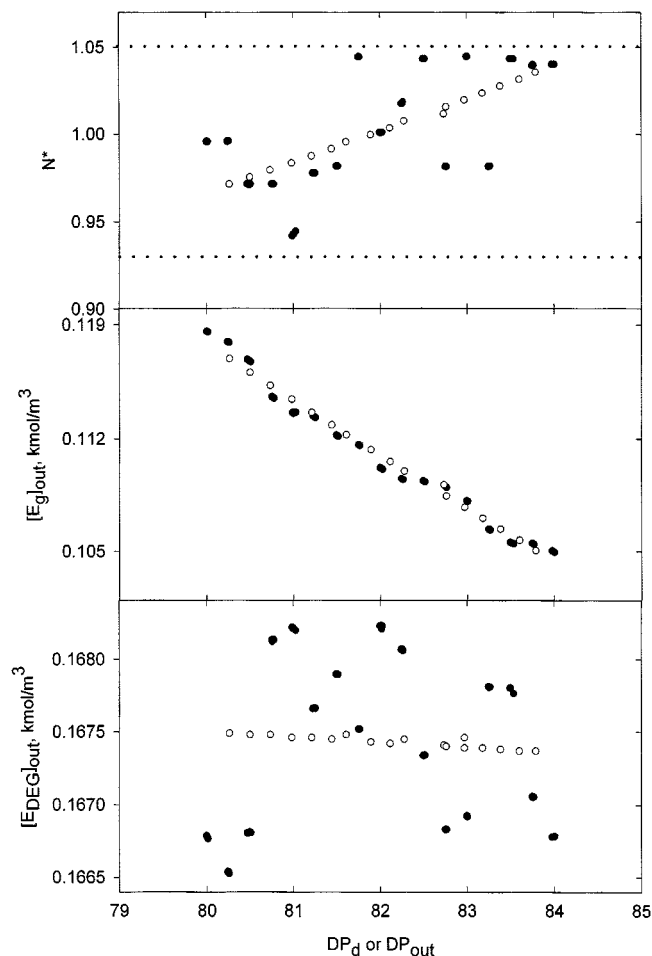 1.05
1.00
0.95
0.90
N*
0.119
0.112
0.105
[Eg]out, kmol/m³
0.1680
0.1675
0.1670
0.1665
[EDEG]out, kmol/m³
79 80 81 82 83 84 85
DPd or DPout